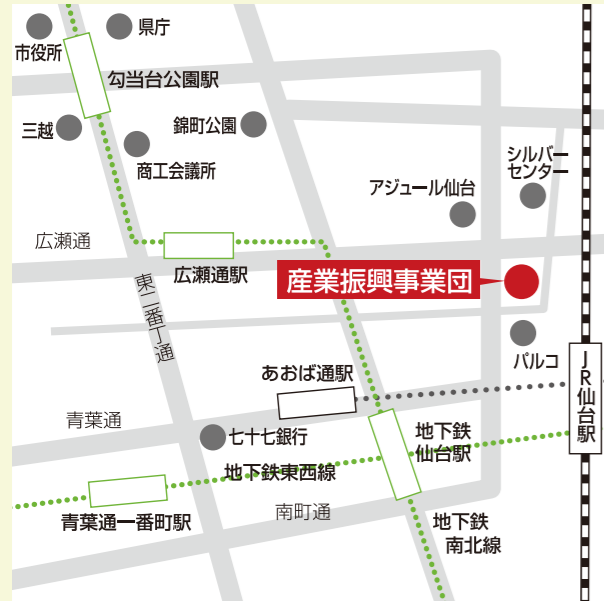 県庁
市役所
勾当台公園駅
三越
錦町公園
商工会議所
シルバー
センター
アジュール仙台
広瀬通
広瀬通駅
産業振興事業団
東二番丁通
パルコ
JR仙台駅
あおば通駅
青葉通
七十七銀行
地下鉄
仙台駅
地下鉄東西線
青葉通一番町駅
南町通
地下鉄
南北線